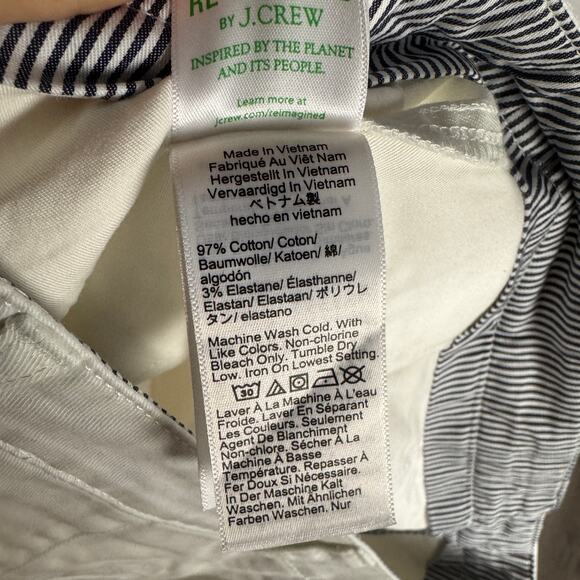 BY J.CREW
INSPIRED BY THE PLANET
AND ITS PEOPLE.
Learn more at
jcrew.com/reimagined
Made In Vietnam
Fabriqué Au Việt Nam
Hergestellt In Vietnam
Vervaardigd In Vietnam
ベトナム製
hecho en vietnam
97% Cotton/ Coton/
Baumwolle/ Katoen/ 綿/
algodón
3% Elastane/ Élasthanne/
Elastan/ Elastaan/ ポリウレ
タン/ elastano
Machine Wash Cold. With
Like Colors. Non-chlorine
Bleach Only. Tumble Dry
Low. Iron On Lowest Setting.
30
Laver À La Machine À L'eau
Froide. Laver En Séparant
Les Couleurs. Seulement
Agent De Blanchiment
Non-chlore. Sécher À
Machine À Basse
Température. Repasser À
Fer Doux Si Nécessaire.
In Der Maschine Kalt
Waschen, Mit Ähnlichen
Farben Waschen. Nur